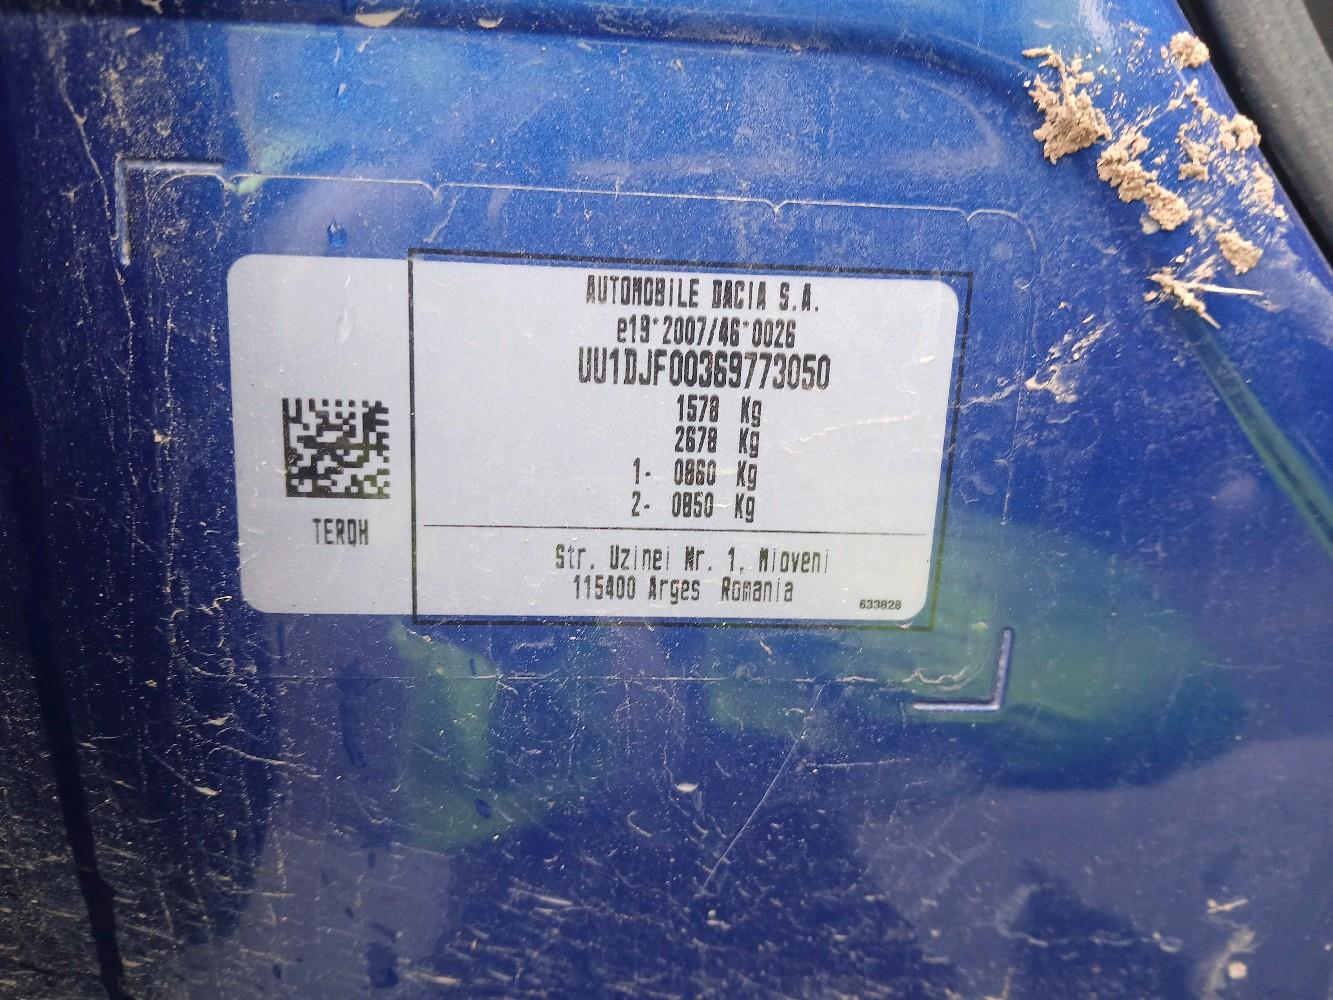 AUTOMOBILE DACIA S.A.
e19*2007/46*0026
UU1DJF00369773050
1578 Kg
2678 Kg
1- 0860 Kg
2- 0850 Kg
TERQH
Str. Uzinei Nr. 1, Mioveni
115400 Arges Romania
633828